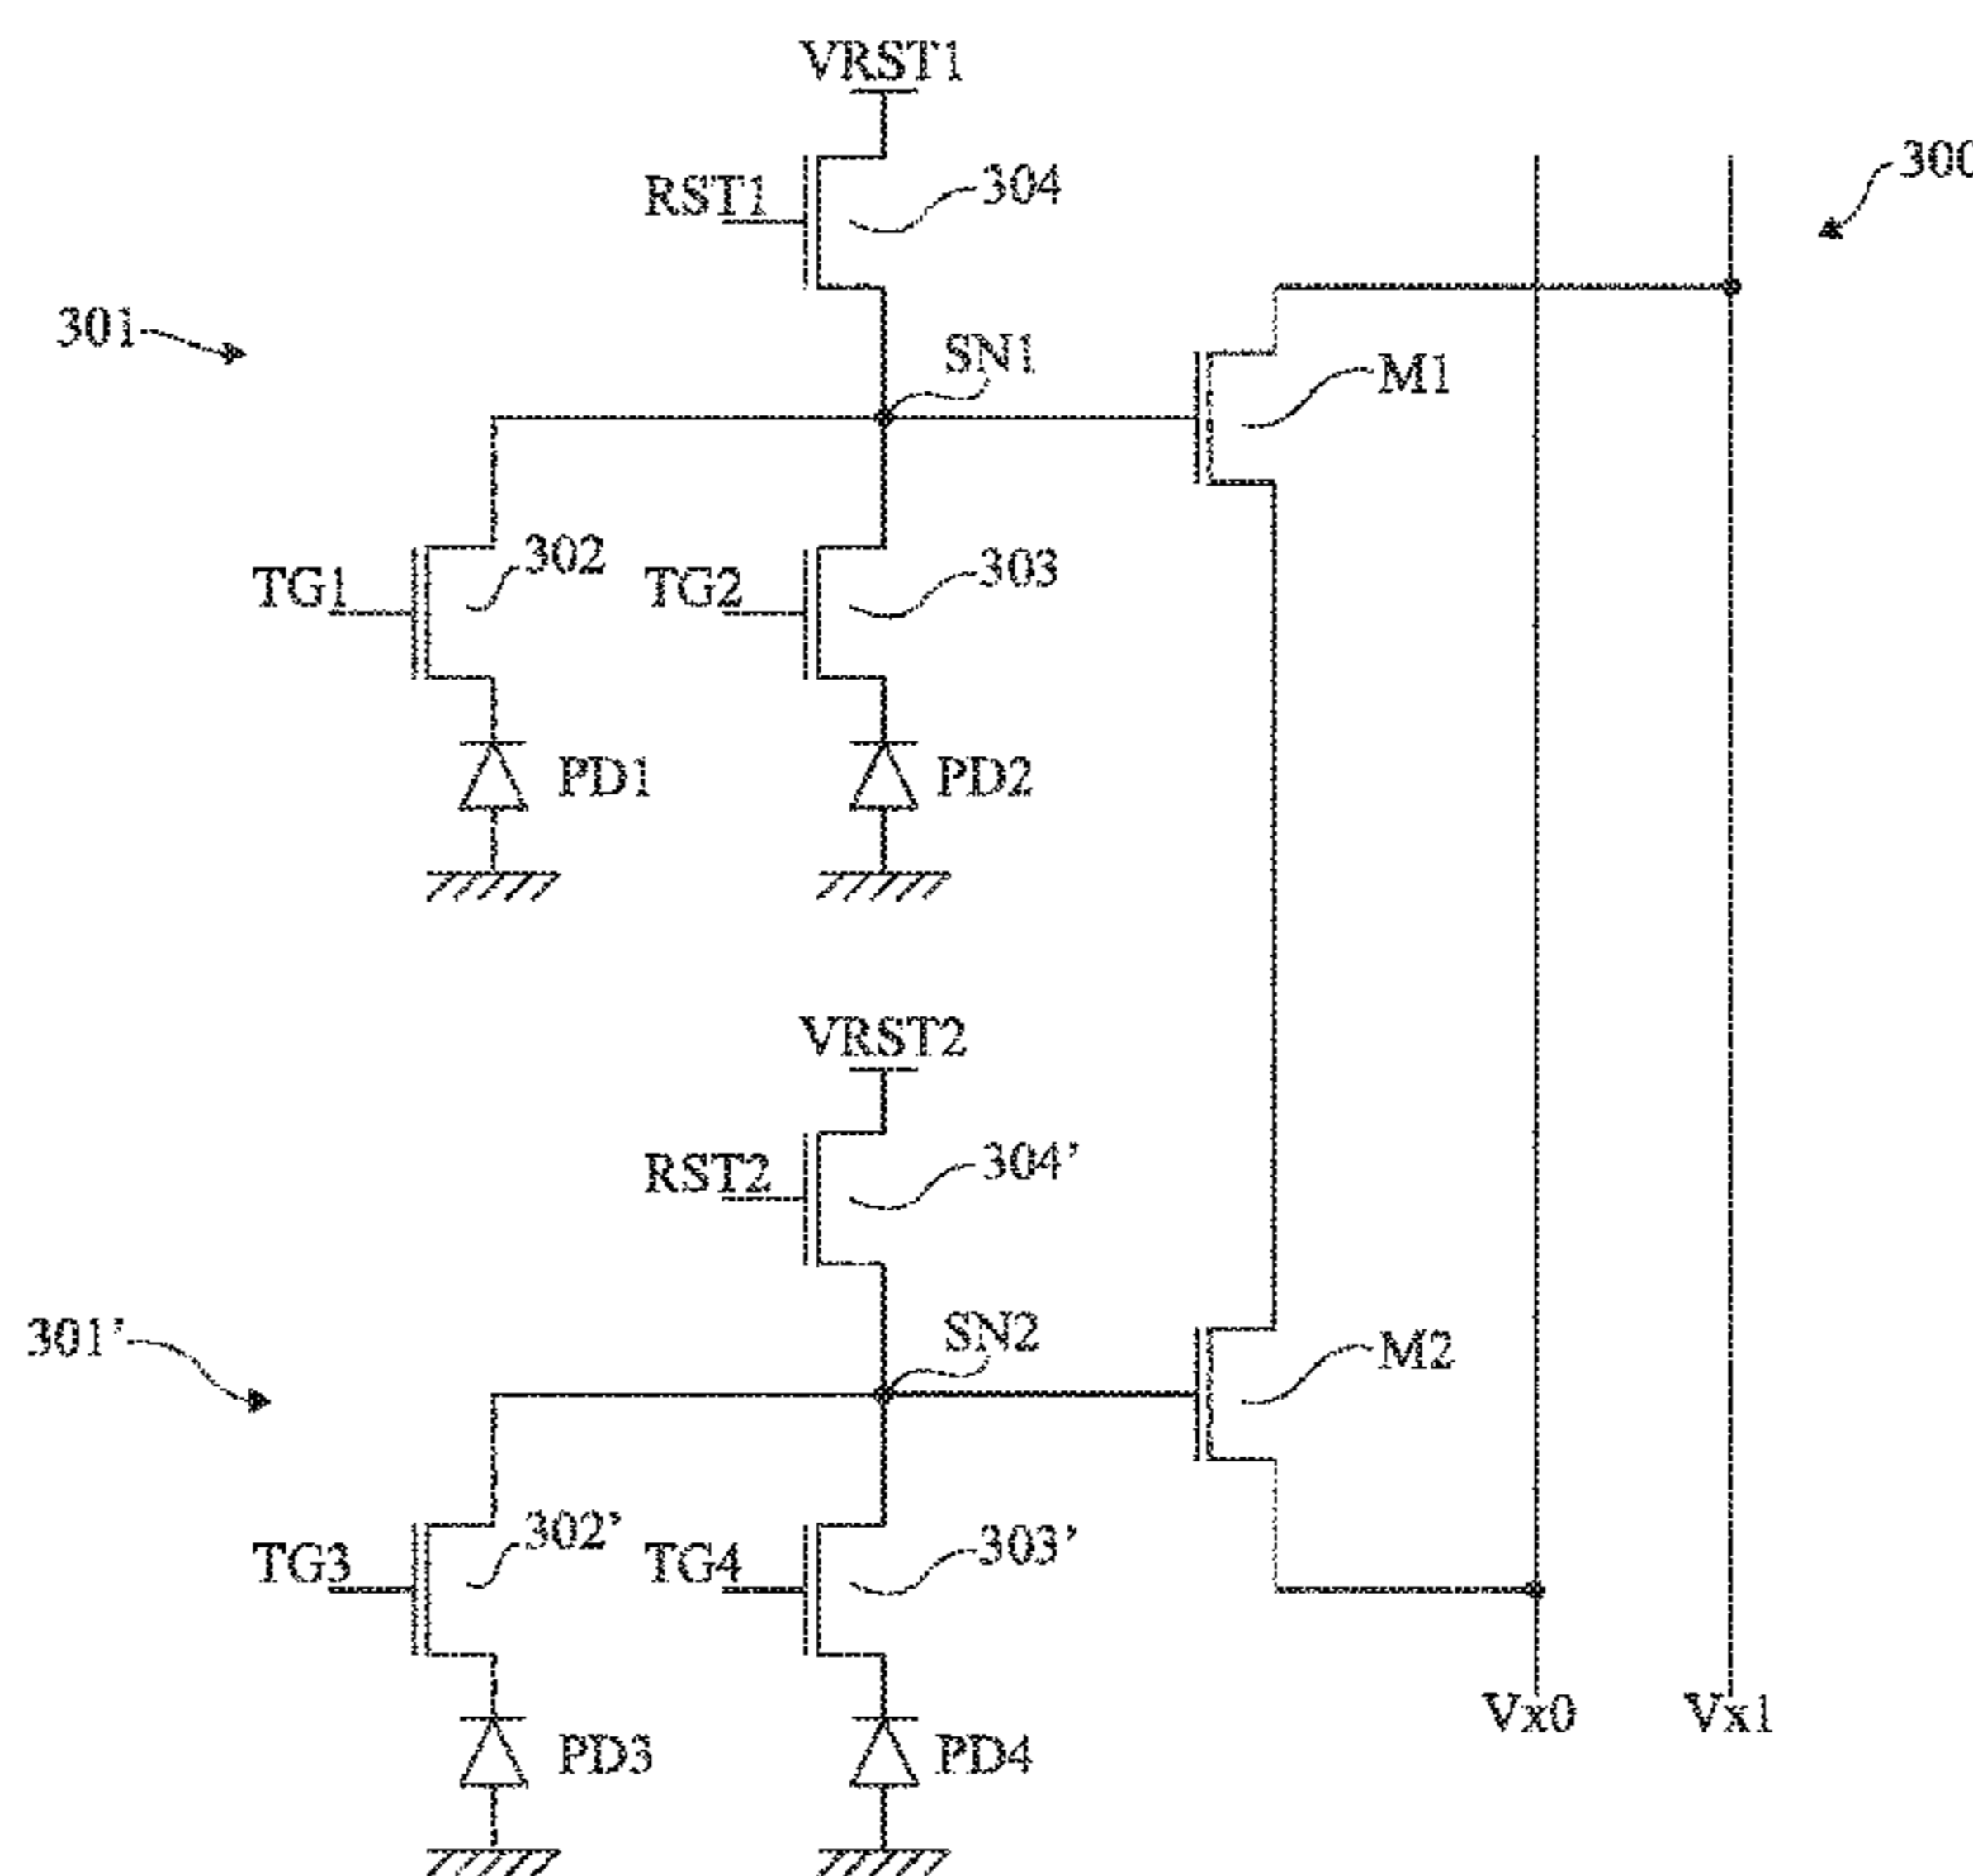 VRST1
300
RST1
304
301
SN1
M1
TG1
302
TG2
303
PD1
PD2
VRST2
RST2
304’
301’
SN2
M2
TG3
302’
TG4
303’
Vx0
Vx1
PD3
PD4